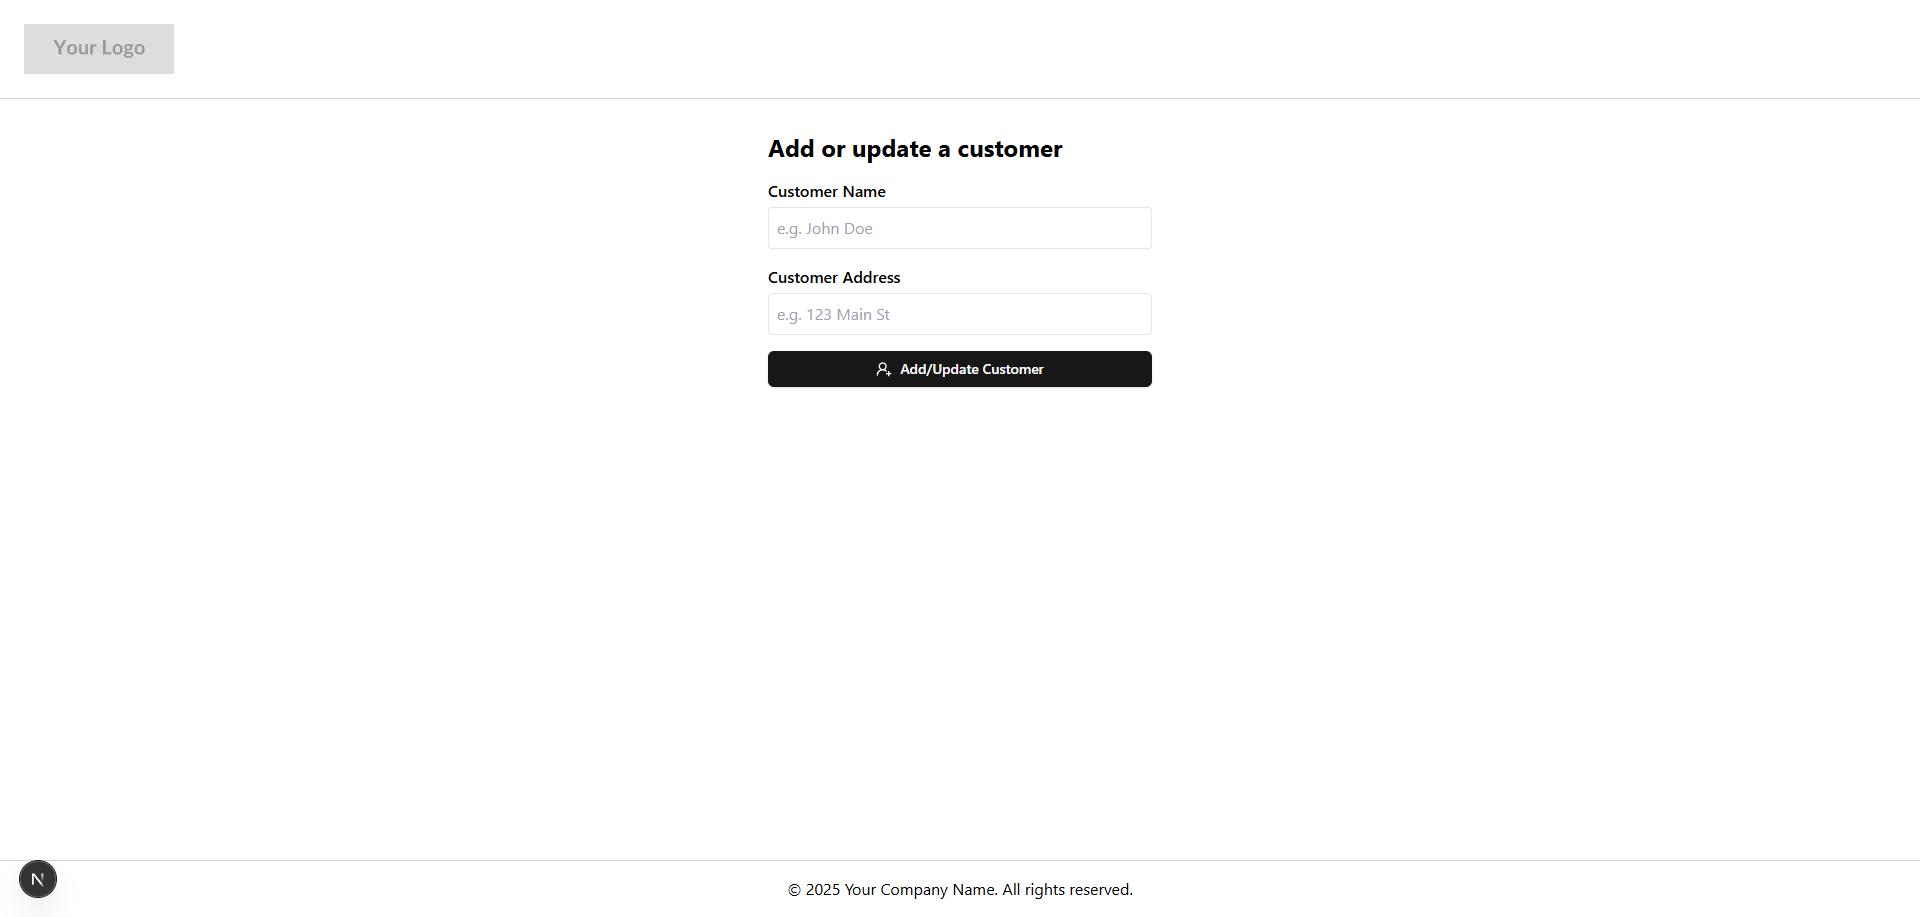 Your Logo
Add or update a customer
Customer Name
e.g. John Doe
Customer Address
e.g. 123 Main St
Add/Update Customer
N
© 2025 Your Company Name. All rights reserved.